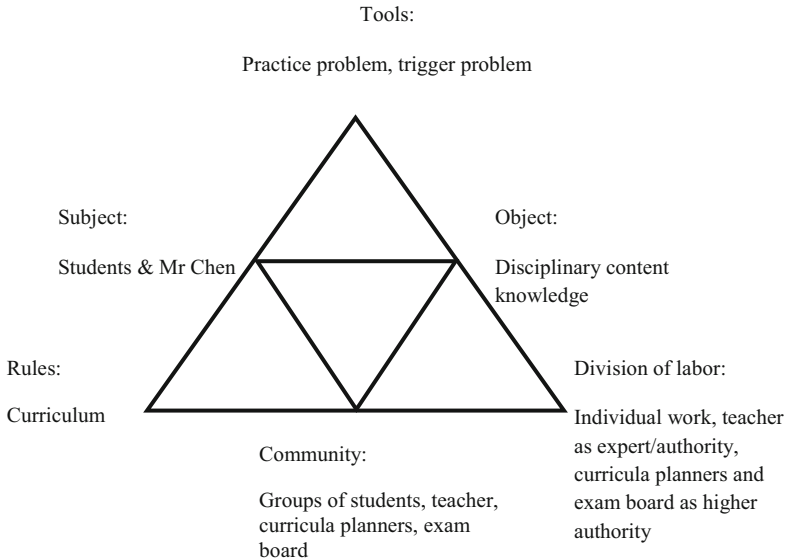 Tools:
Practice problem, trigger problem
Subject:
Students & Mr Chen
Object:
Disciplinary content
knowledge
Rules:
Curriculum
Community:
Groups of students, teacher,
curricula planners, exam
board
Division of labor:
Individual work, teacher
as expert/authority,
curricula planners and
exam board as higher
authority